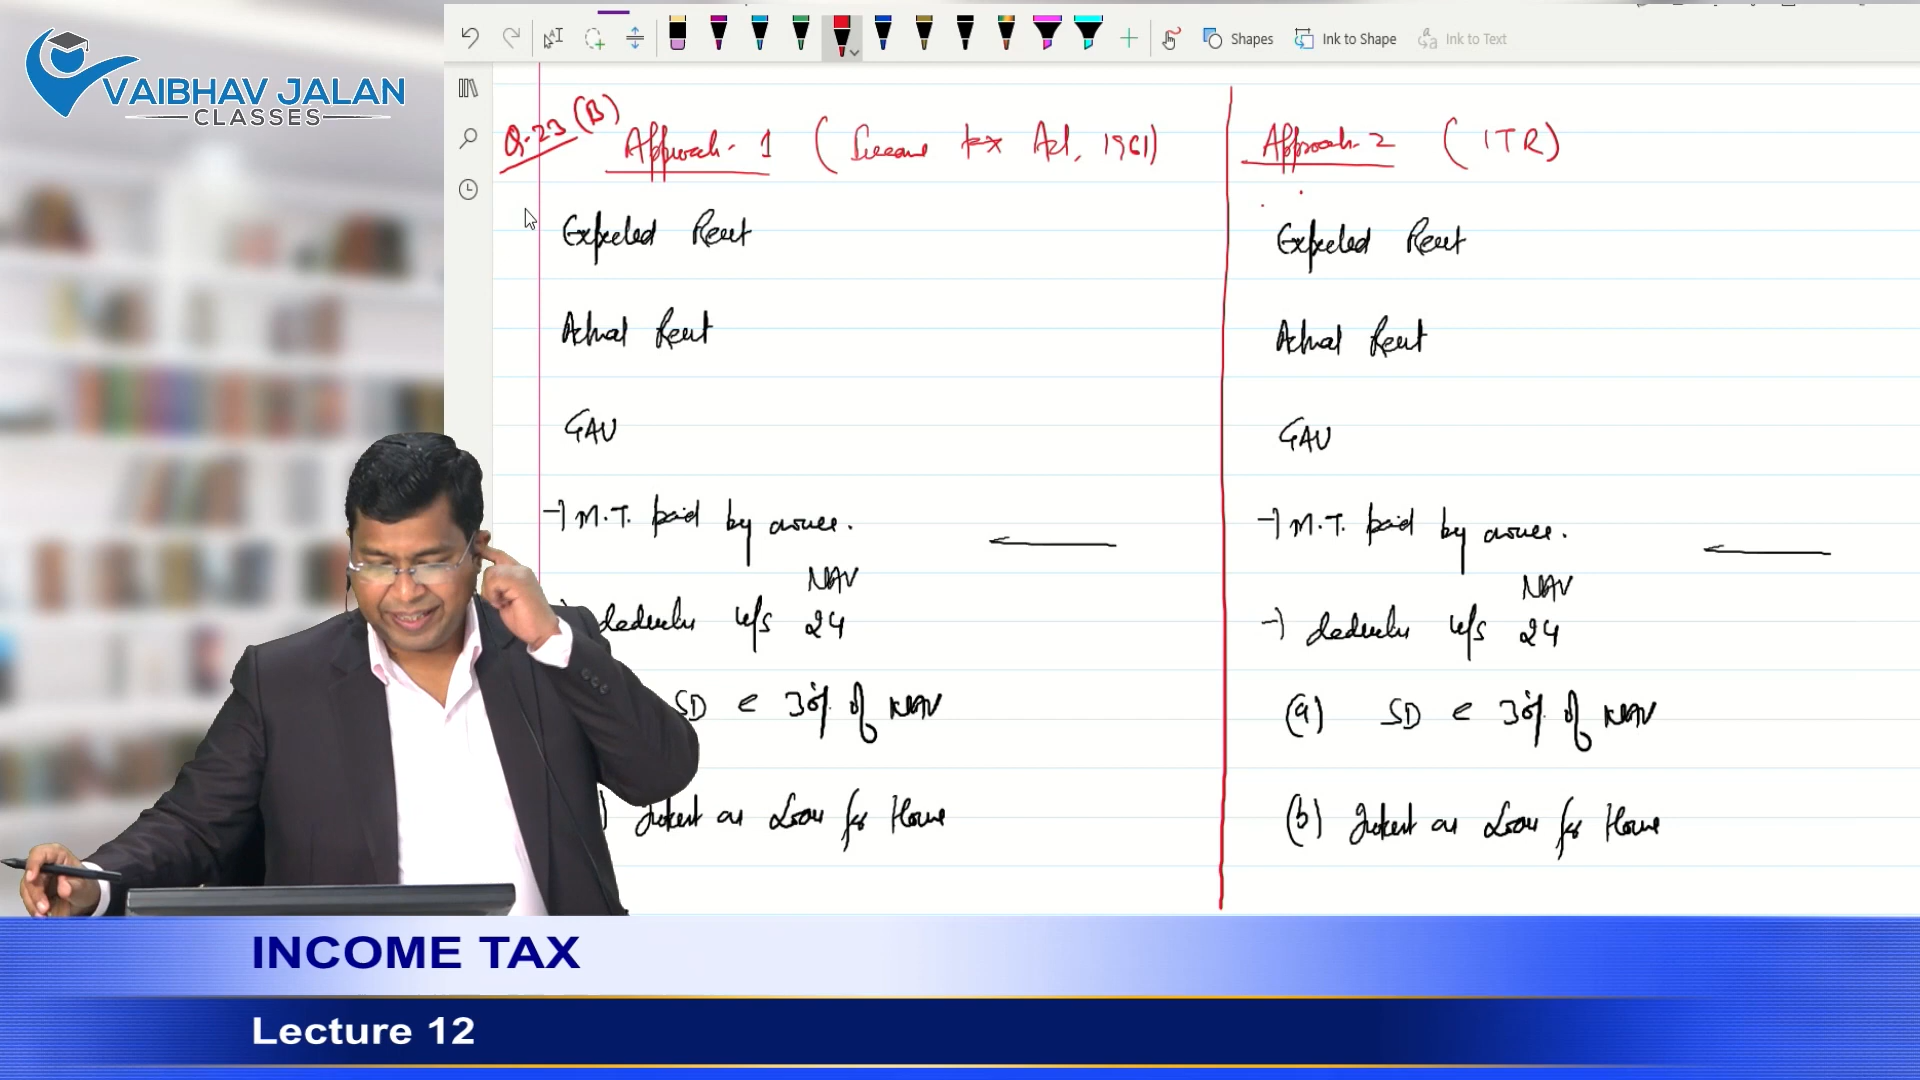 VAIBHAV JALAN
CLASSES
Shapes
Ink to Shape
Ink to Text
Q.23 (B)
Approach-1 (Income tax Act, 1961)
Expected Rent
Actual Rent
GAV
→ M.T. paid by owner.
NAV
deduction u/s 24
SD @ 30% of NAV
) Interest on Loan for House
Approach-2 (ITR)
Expected Rent
Actual Rent
GAV
→ M.T. paid by owner.
NAV
→ deduction u/s 24
(a) SD @ 30% of NAV
(b) Interest on Loan for House
INCOME TAX
Lecture 12